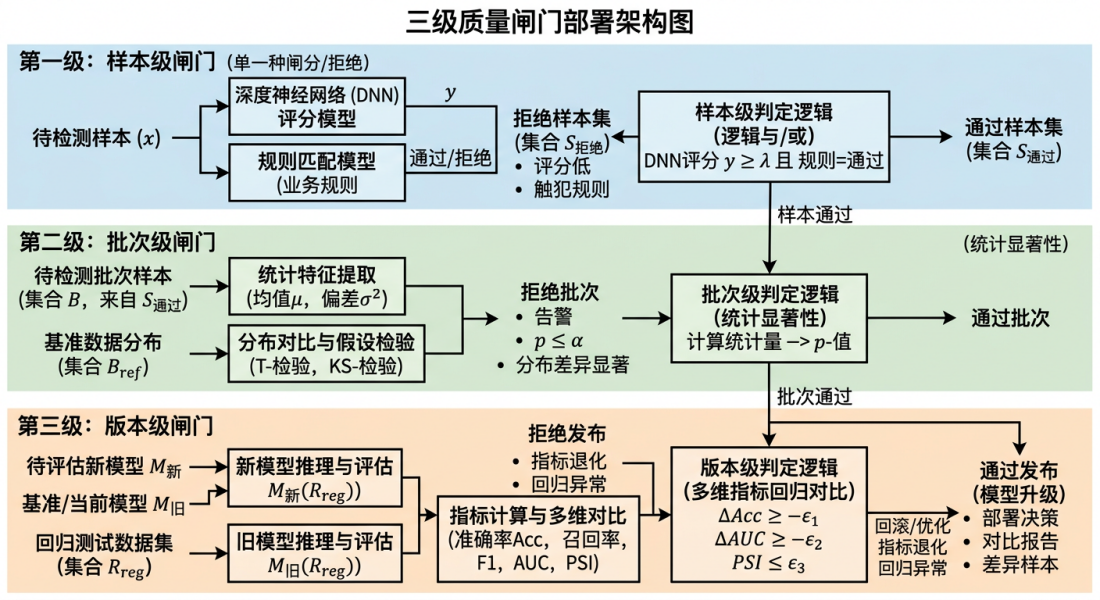 三级质量闸门部署架构图
第一级：样本级闸门 (单一种闸分/拒绝)
待检测样本 (x)
深度神经网络 (DNN)
评分模型
y
规则匹配模型
(业务规则
通过/拒绝
拒绝样本集
(集合 S拒绝)
• 评分低
• 触犯规则
样本级判定逻辑
(逻辑与/或)
DNN评分 y ≥ λ 且 规则=通过
通过样本集
(集合 S通过)
样本通过
第二级：批次级闸门
(统计显著性)
待检测批次样本
(集合 B，来自 S通过)
统计特征提取
(均值μ，偏差σ²)
基准数据分布
(集合 Bref)
分布对比与假设检验
(T-检验，KS-检验)
拒绝批次
• 告警
• p ≤ α
• 分布差异显著
批次级判定逻辑
(统计显著性)
计算统计量 –> p-值
通过批次
批次通过
第三级：版本级闸门
待评估新模型 M新
基准/当前模型 M旧
新模型推理与评估
M新(Rreg))
回归测试数据集
(集合 Rreg)
旧模型推理与评估
M旧(Rreg))
拒绝发布
• 指标退化
• 回归异常
指标计算与多维对比
(准确率Acc，召回率，
F1，AUC，PSI)
版本级判定逻辑
(多维指标回归对比)
ΔAcc ≥ −ϵ1
ΔAUC ≥ −ϵ2
PSI ≤ ϵ3
回滚/优化
指标退化
回归异常
通过发布
(模型升级)
• 部署决策
• 对比报告
• 差异样本